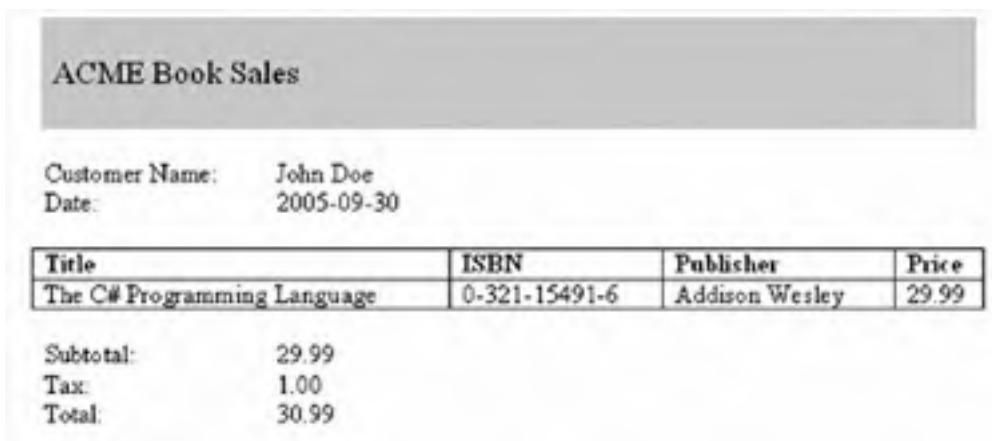 ACME Book Sales
Customer Name: John Doe
Date: 2005-09-30
Title ISBN Publisher Price
The C# Programming Language 0-321-15491-6 Addison Wesley 29.99
Subtotal: 29.99
Tax: 1.00
Total: 30.99